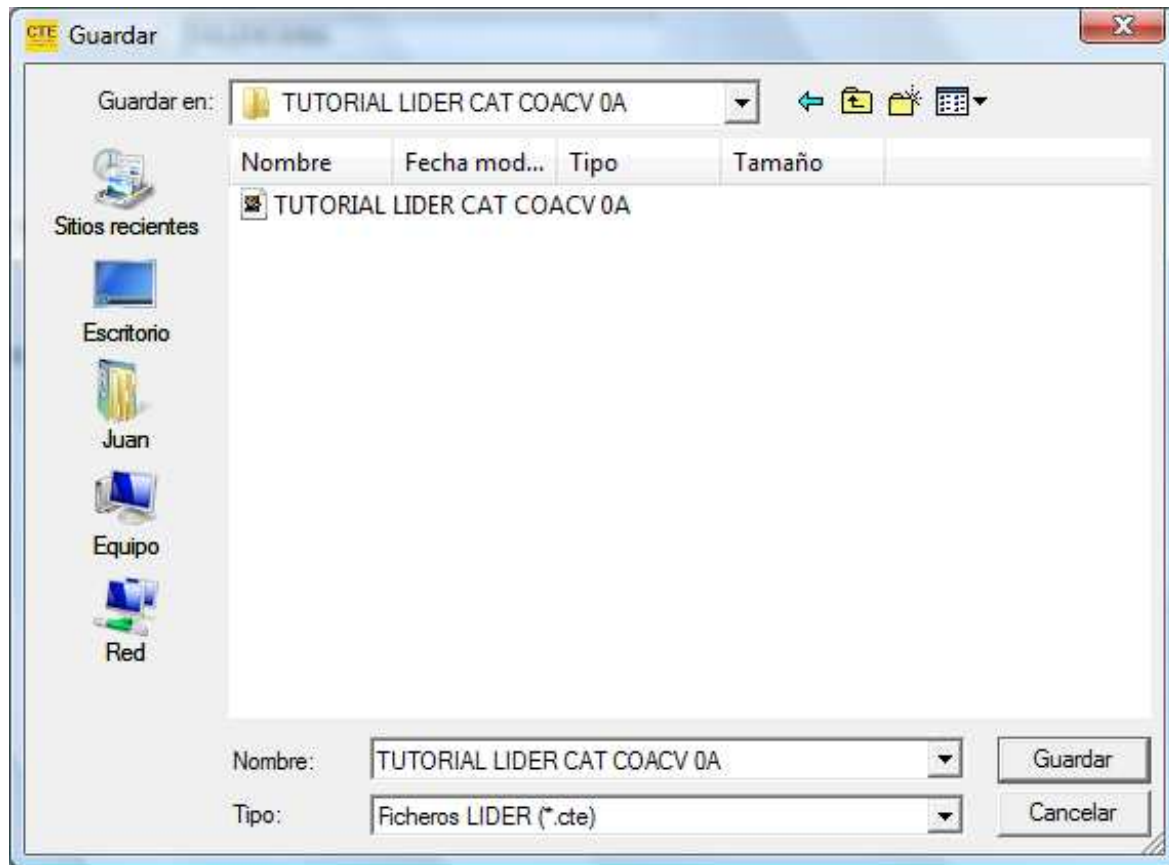 CTE Guardar
Guardar en: TUTORIAL LIDER CAT COACV 0A
Nombre Fecha mod... Tipo Tamaño
TUTORIAL LIDER CAT COACV 0A
Sitios recientes
Escritorio
Juan
Equipo
Red
Nombre: TUTORIAL LIDER CAT COACV 0A Guardar
Tipo: Ficheros LIDER (*.cte) Cancelar